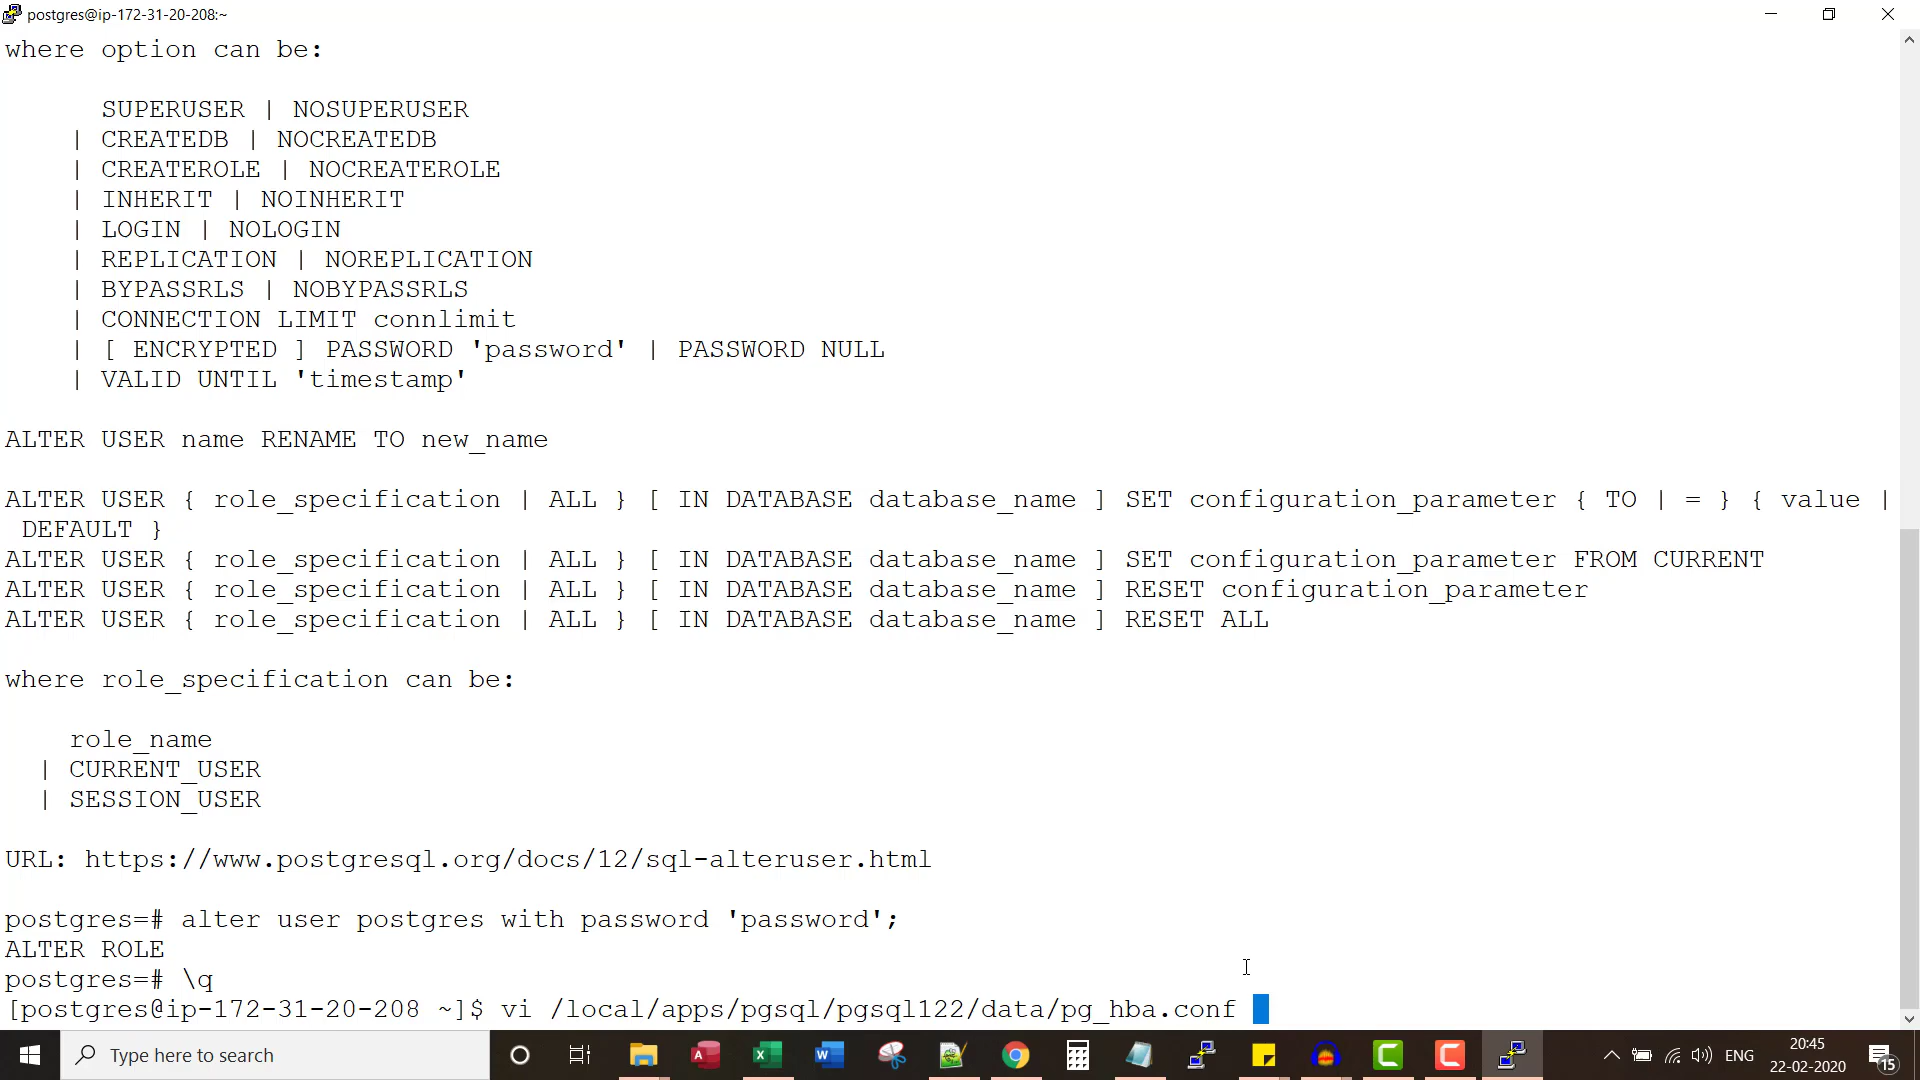 postgres@ip-172-31-20-208:~
where option can be:
SUPERUSER | NOSUPERUSER
| CREATEDB | NOCREATEDB
| CREATEROLE | NOCREATEROLE
| INHERIT | NOINHERIT
| LOGIN | NOLOGIN
| REPLICATION | NOREPLICATION
| BYPASSRLS | NOBYPASSRLS
| CONNECTION LIMIT connlimit
| [ ENCRYPTED ] PASSWORD 'password' | PASSWORD NULL
| VALID UNTIL 'timestamp'
ALTER USER name RENAME TO new_name
ALTER USER { role_specification | ALL } [ IN DATABASE database_name ] SET configuration_parameter { TO | = } { value |
DEFAULT }
ALTER USER { role_specification | ALL } [ IN DATABASE database_name ] SET configuration_parameter FROM CURRENT
ALTER USER { role_specification | ALL } [ IN DATABASE database_name ] RESET configuration_parameter
ALTER USER { role_specification | ALL } [ IN DATABASE database_name ] RESET ALL
where role_specification can be:
role_name
| CURRENT_USER
| SESSION_USER
URL: https://www.postgresql.org/docs/12/sql-alteruser.html
postgres=# alter user postgres with password 'password';
ALTER ROLE
postgres=# \q
[postgres@ip-172-31-20-208 ~]$ vi /local/apps/pgsql/pgsql122/data/pg_hba.conf
Type here to search
ENG
20:45
22-02-2020
15